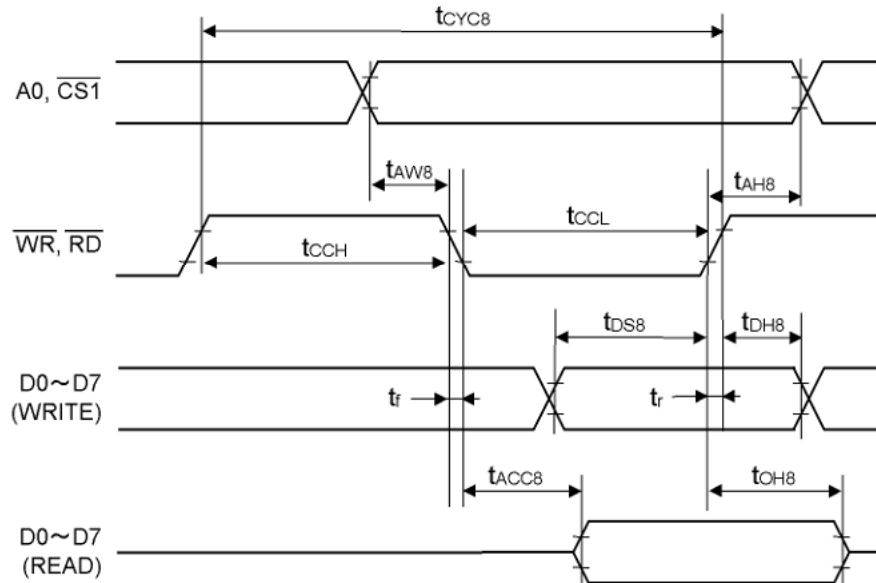 tCYC8
A0, CS1
tAW8
tAH8
WR, RD
tCCL
tCCH
tDS8
tDH8
D0～D7
(WRITE)
tf
tr
tACC8
tOH8
D0～D7
(READ)